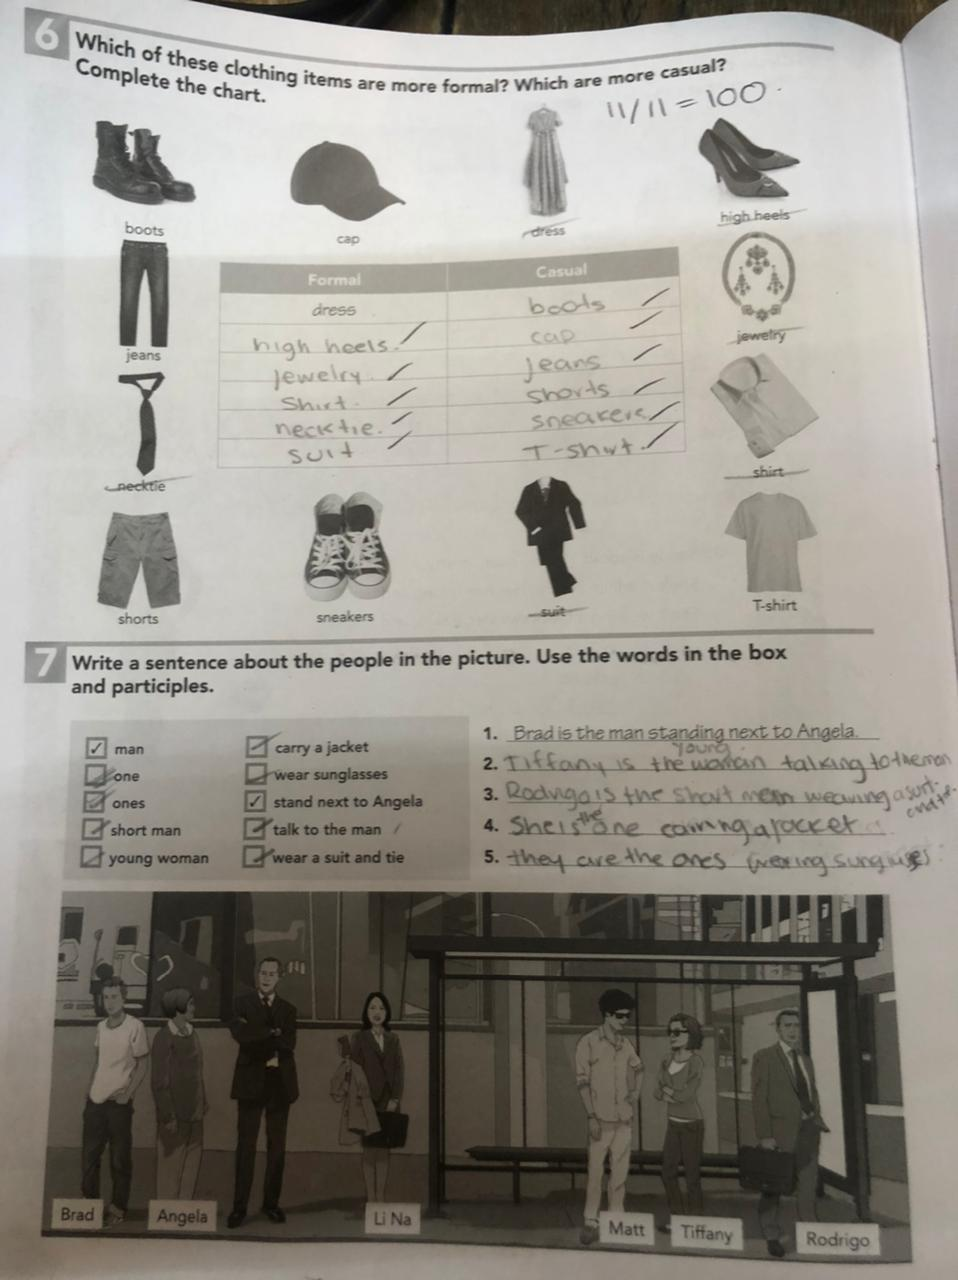 6 Which of these clothing items are more formal? Which are more casual?
Complete the chart.
11/11 = 100
boots
cap
dress
high heels
Formal Casual
dress boots
high heels. cap
jewelry jeans
Shirt. shorts
necktie. sneakers
suit T-shirt.
jeans
jewelry
necktie
shirt
shorts
sneakers
suit
T-shirt
7 Write a sentence about the people in the picture. Use the words in the box
and participles.
✓ man
one
ones
short man
young woman
carry a jacket
wear sunglasses
✓ stand next to Angela
talk to the man
wear a suit and tie
1. Brad is the man standing next to Angela.
young
2. Tiffany is the woman talking to the man
3. Rodrigo is the short man wearing a suit
and tie.
the
4. She is one carring a jacket
5. they are the ones
Brad
Angela
Li Na
Matt
Tiffany
Rodrigo